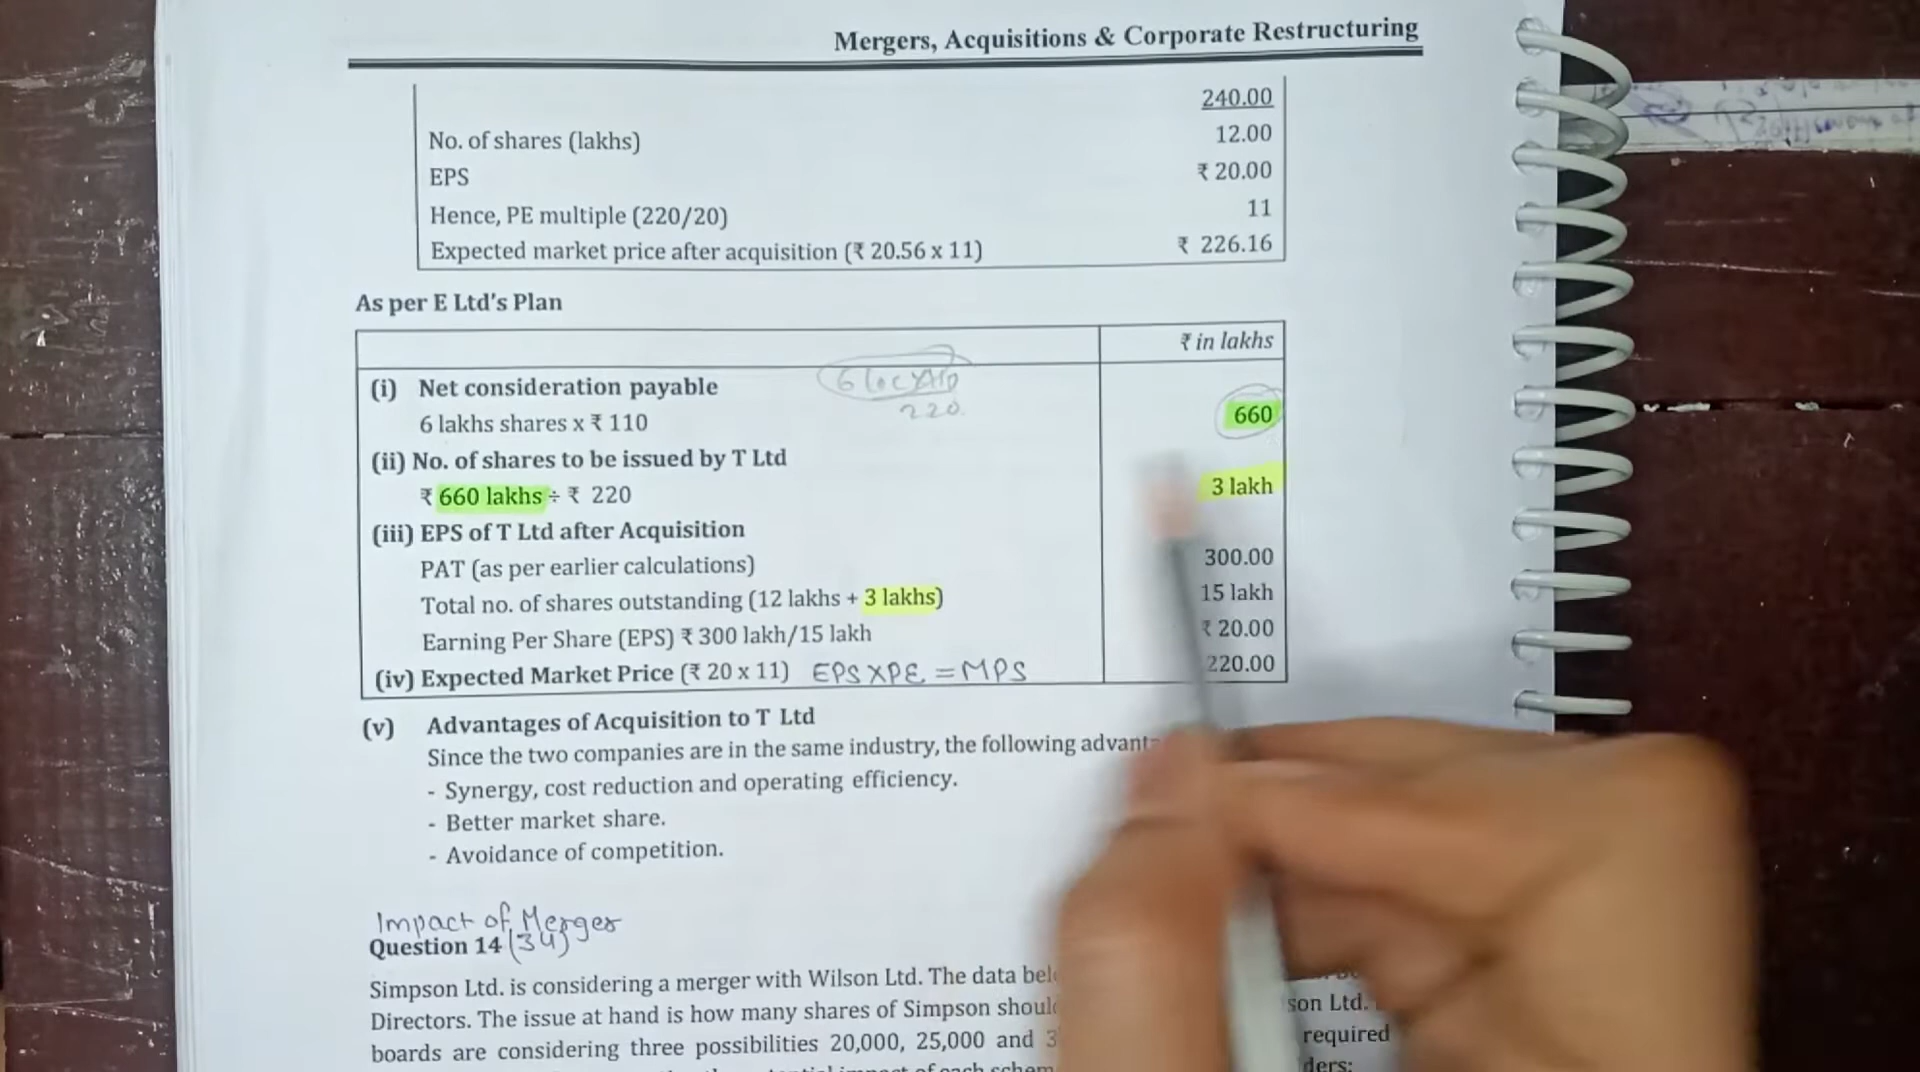 Mergers, Acquisitions & Corporate Restructuring
240.00
No. of shares (lakhs) 12.00
EPS ₹ 20.00
Hence, PE multiple (220/20) 11
Expected market price after acquisition (₹ 20.56 x 11) ₹ 226.16
As per E Ltd's Plan
₹ in lakhs
(i) Net consideration payable
220
6 lakhs shares x ₹ 110 660
(ii) No. of shares to be issued by T Ltd
₹ 660 lakhs ÷ ₹ 220 3 lakh
(iii) EPS of T Ltd after Acquisition
PAT (as per earlier calculations) 300.00
Total no. of shares outstanding (12 lakhs + 3 lakhs) 15 lakh
Earning Per Share (EPS) ₹ 300 lakh/15 lakh ₹ 20.00
(iv) Expected Market Price (₹ 20 x 11) EPS X PE = MPS 220.00
(v) Advantages of Acquisition to T Ltd
Since the two companies are in the same industry, the following
- Synergy, cost reduction and operating efficiency.
- Better market share.
- Avoidance of competition.
Impact of Merger
Question 14 (34)
Simpson Ltd. is considering a merger with Wilson Ltd. The data Ltd.
Directors. The issue at hand is how many shares of Simpson required
boards are considering three possibilities 20,000, 25,000 and